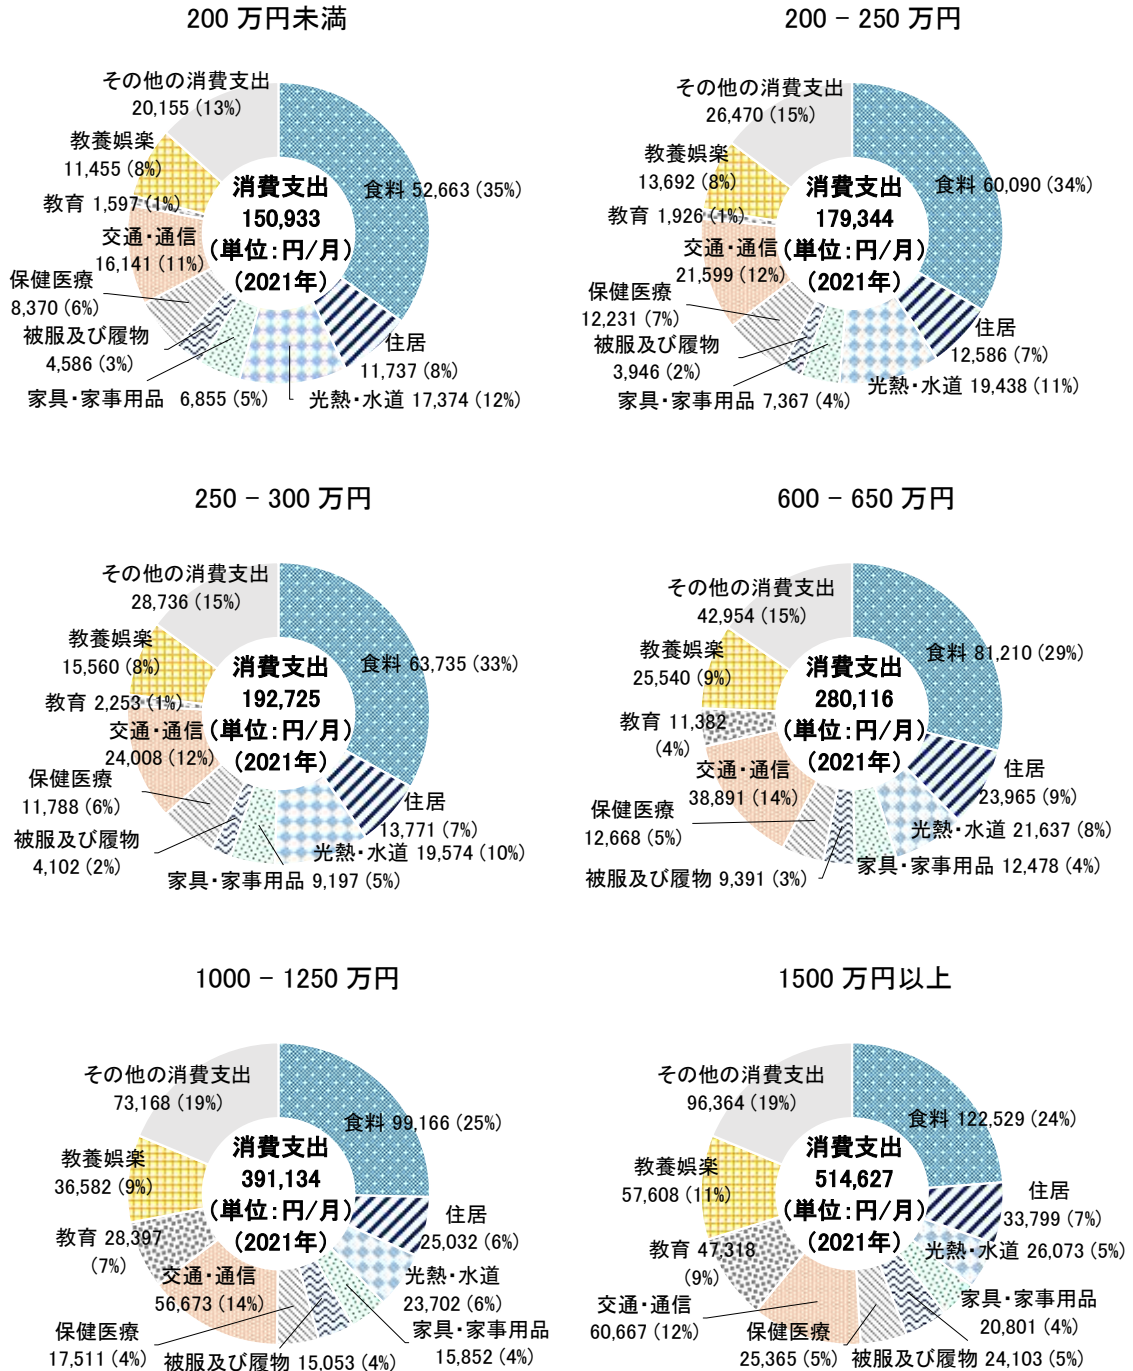 200 万円未満
その他の消費支出
20,155 (13%)
教養娯楽
11,455 (8%)
教育 1,597 (1%)
交通・通信
16,141 (11%)
保健医療
8,370 (6%)
被服及び履物
4,586 (3%)
家具・家事用品 6,855 (5%)
光熱・水道 17,374 (12%)
住居
11,737 (8%)
食料 52,663 (35%)
消費支出
150,933
(単位:円/月)
(2021年)
200 − 250 万円
その他の消費支出
26,470 (15%)
教養娯楽
13,692 (8%)
教育 1,926 (1%)
交通・通信
21,599 (12%)
保健医療
12,231 (7%)
被服及び履物
3,946 (2%)
家具・家事用品 7,367 (4%)
光熱・水道 19,438 (11%)
住居
12,586 (7%)
食料 60,090 (34%)
消費支出
179,344
(単位:円/月)
(2021年)
250 − 300 万円
その他の消費支出
28,736 (15%)
教養娯楽
15,560 (8%)
教育 2,253 (1%)
交通・通信
24,008 (12%)
保健医療
11,788 (6%)
被服及び履物
4,102 (2%)
家具・家事用品 9,197 (5%)
光熱・水道 19,574 (10%)
住居
13,771 (7%)
食料 63,735 (33%)
消費支出
192,725
(単位:円/月)
(2021年)
600 − 650 万円
その他の消費支出
42,954 (15%)
教養娯楽
25,540 (9%)
教育 11,382
(4%)
交通・通信
38,891 (14%)
保健医療
12,668 (5%)
被服及び履物 9,391 (3%)
家具・家事用品 12,478 (4%)
光熱・水道 21,637 (8%)
住居
23,965 (9%)
食料 81,210 (29%)
消費支出
280,116
(単位:円/月)
(2021年)
1000 − 1250 万円
その他の消費支出
73,168 (19%)
教養娯楽
36,582 (9%)
教育 28,397
(7%)
交通・通信
56,673 (14%)
保健医療
17,511 (4%)
被服及び履物 15,053 (4%)
家具・家事用品
15,852 (4%)
光熱・水道
23,702 (6%)
住居
25,032 (6%)
食料 99,166 (25%)
消費支出
391,134
(単位:円/月)
(2021年)
1500 万円以上
その他の消費支出
96,364 (19%)
教養娯楽
57,608 (11%)
教育 47,318
(9%)
交通・通信
60,667 (12%)
保健医療
25,365 (5%)
被服及び履物 24,103 (5%)
家具・家事用品
20,801 (4%)
光熱・水道 26,073 (5%)
住居
33,799 (7%)
食料 122,529 (24%)
消費支出
514,627
(単位:円/月)
(2021年)